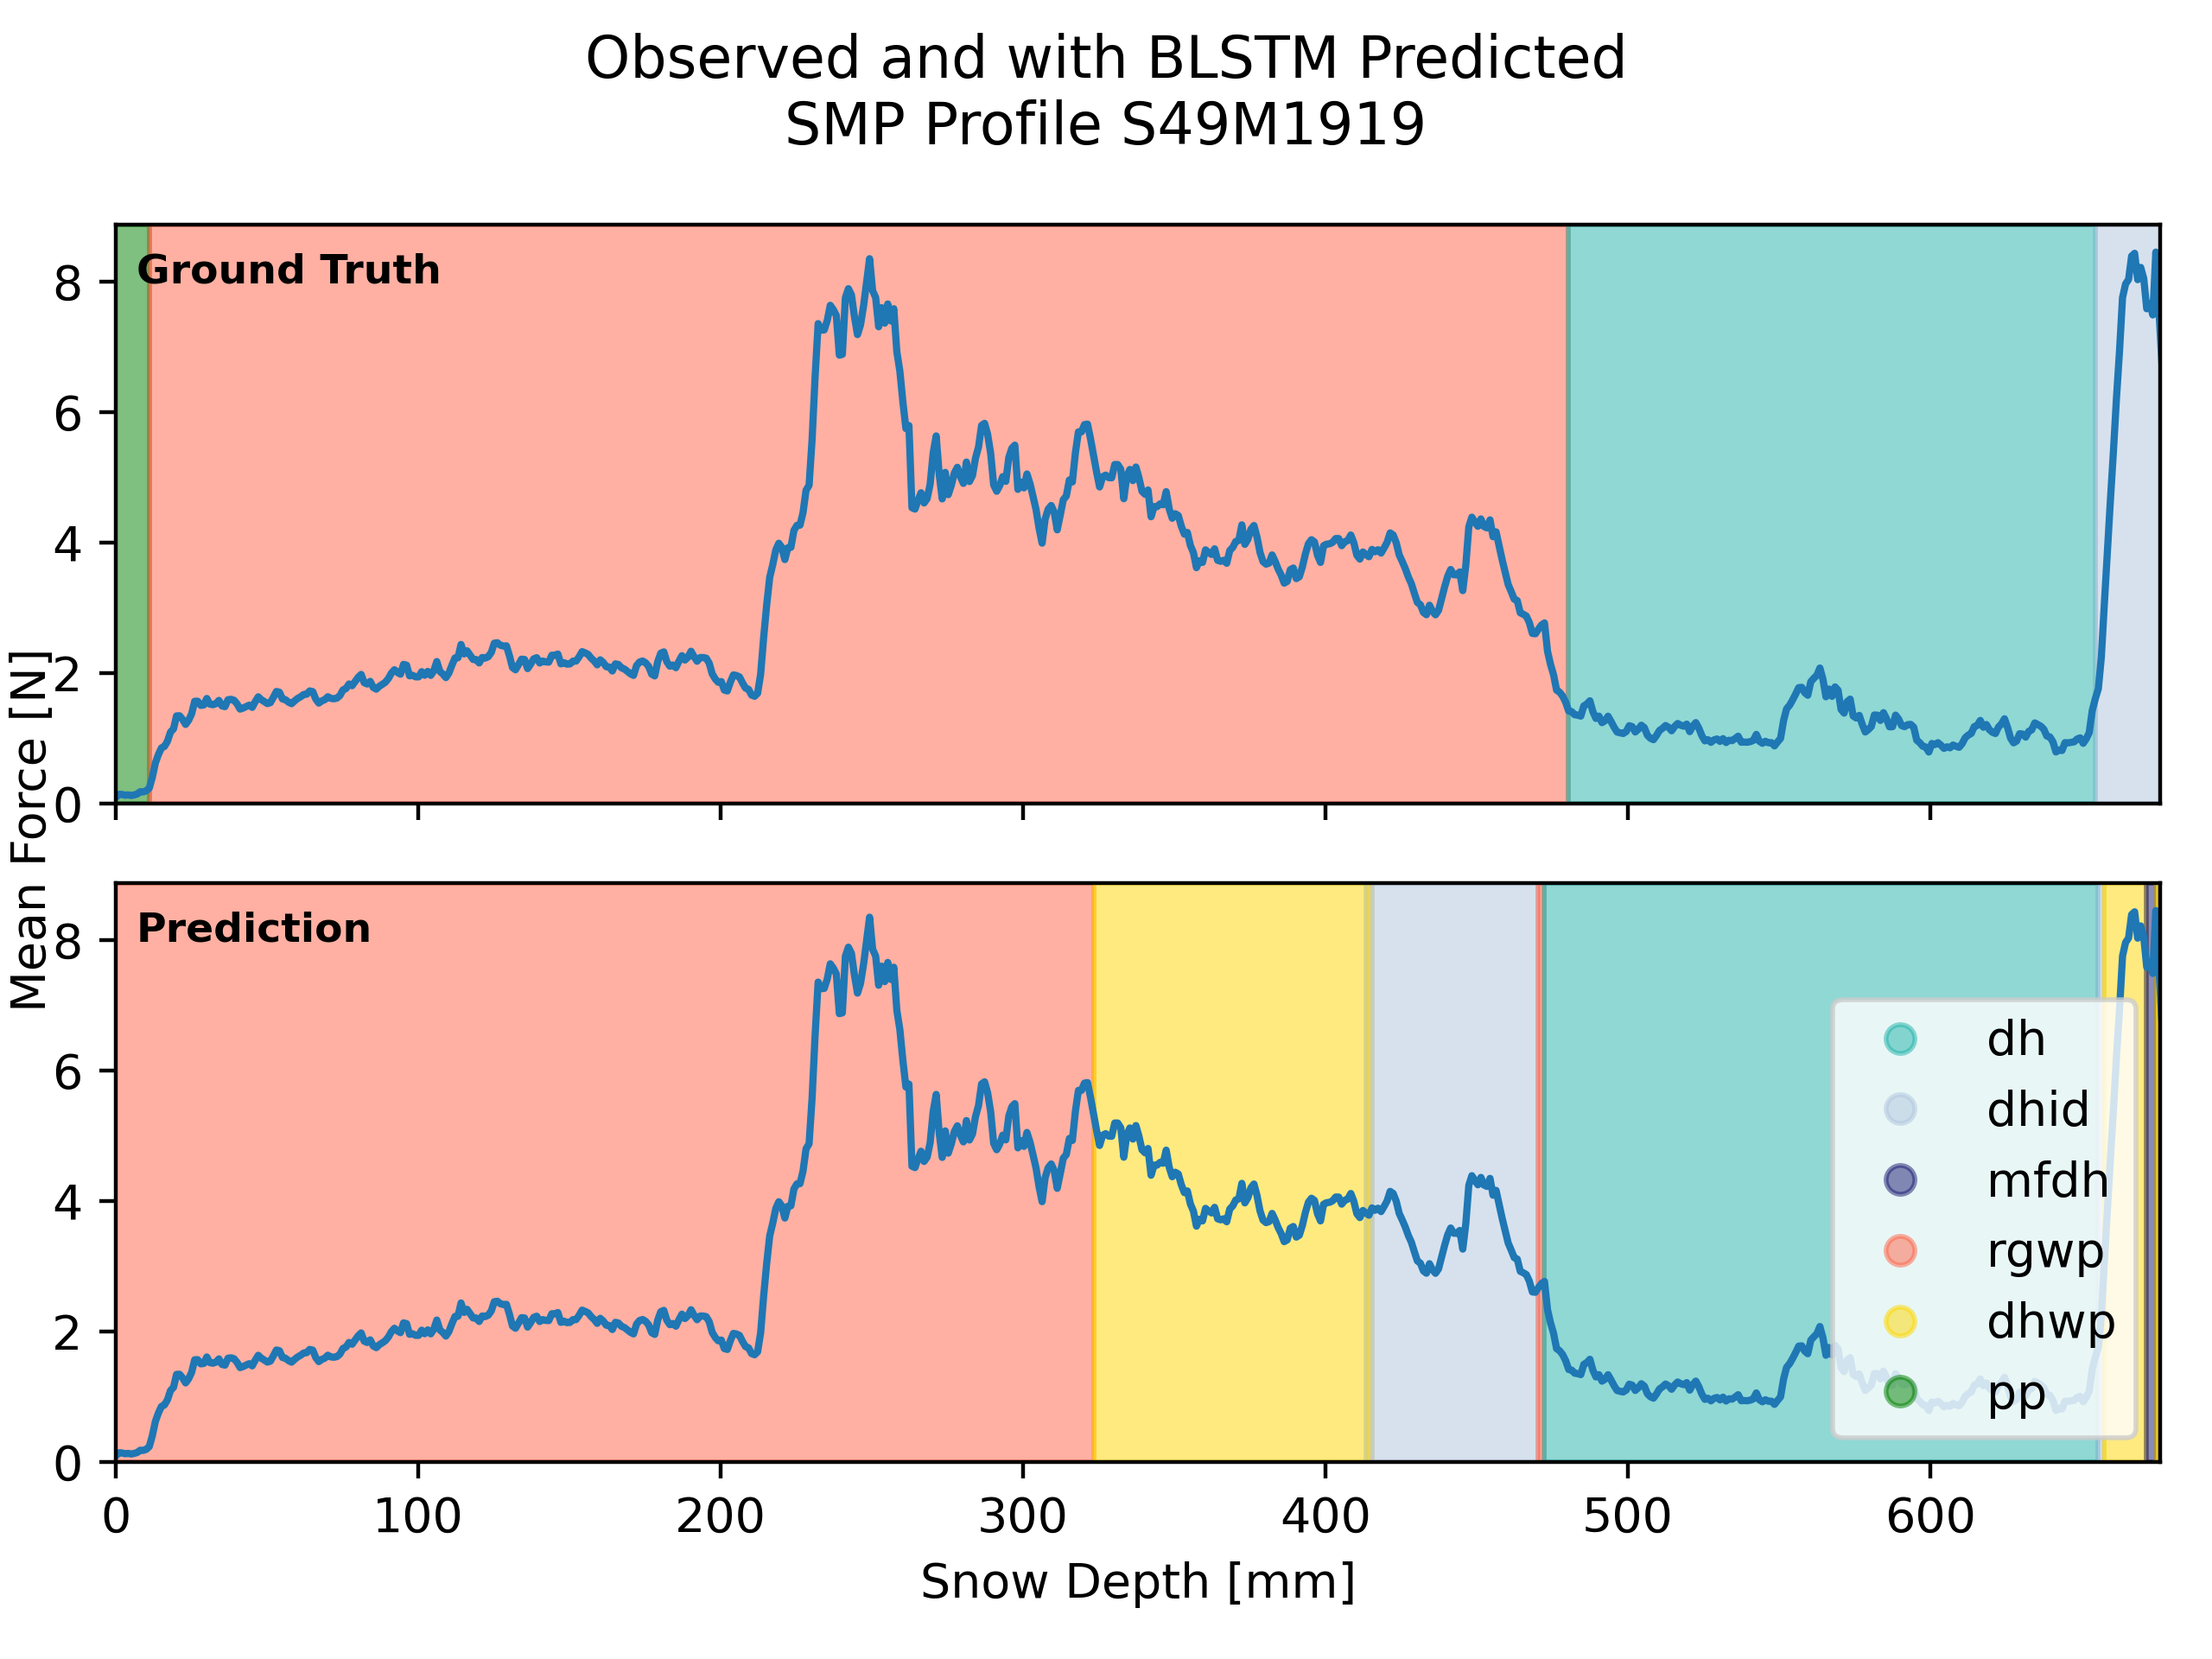 Observed and with BLSTM Predicted
SMP Profile S49M1919
Ground Truth
8
6
4
2
0
Mean Force [N]
Prediction
8
6
4
2
0
dh
dhid
mfdh
rgwp
dhwp
pp
0 100 200 300 400 500 600
Snow Depth [mm]